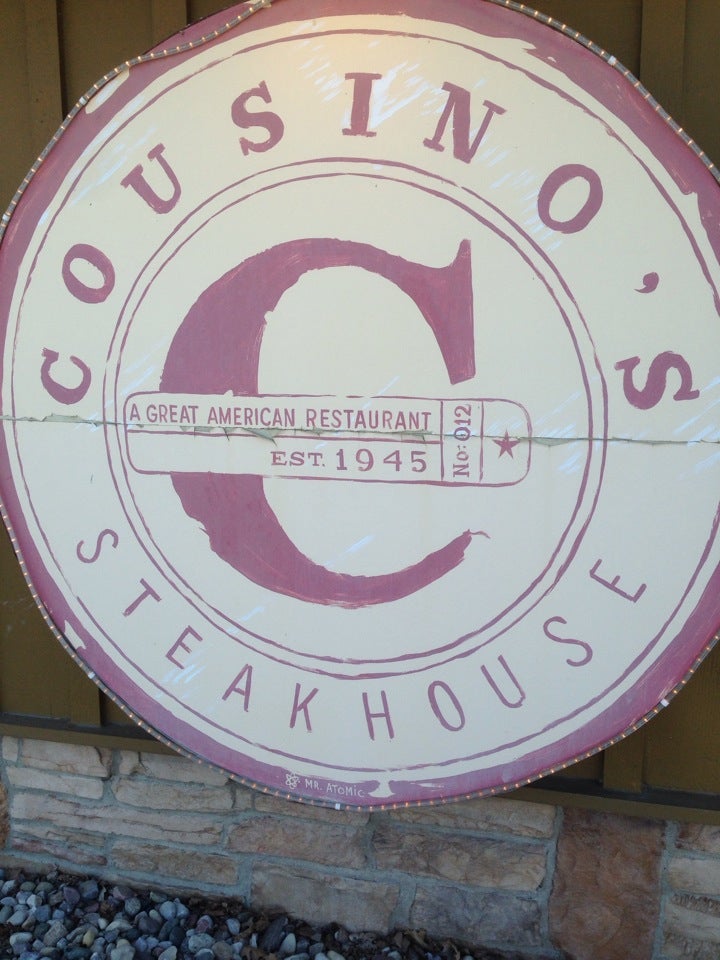 COUSINO'S
C
A GREAT AMERICAN RESTAURANT
EST. 1945
No: 012
STEAKHOUSE
MR. ATOMIC